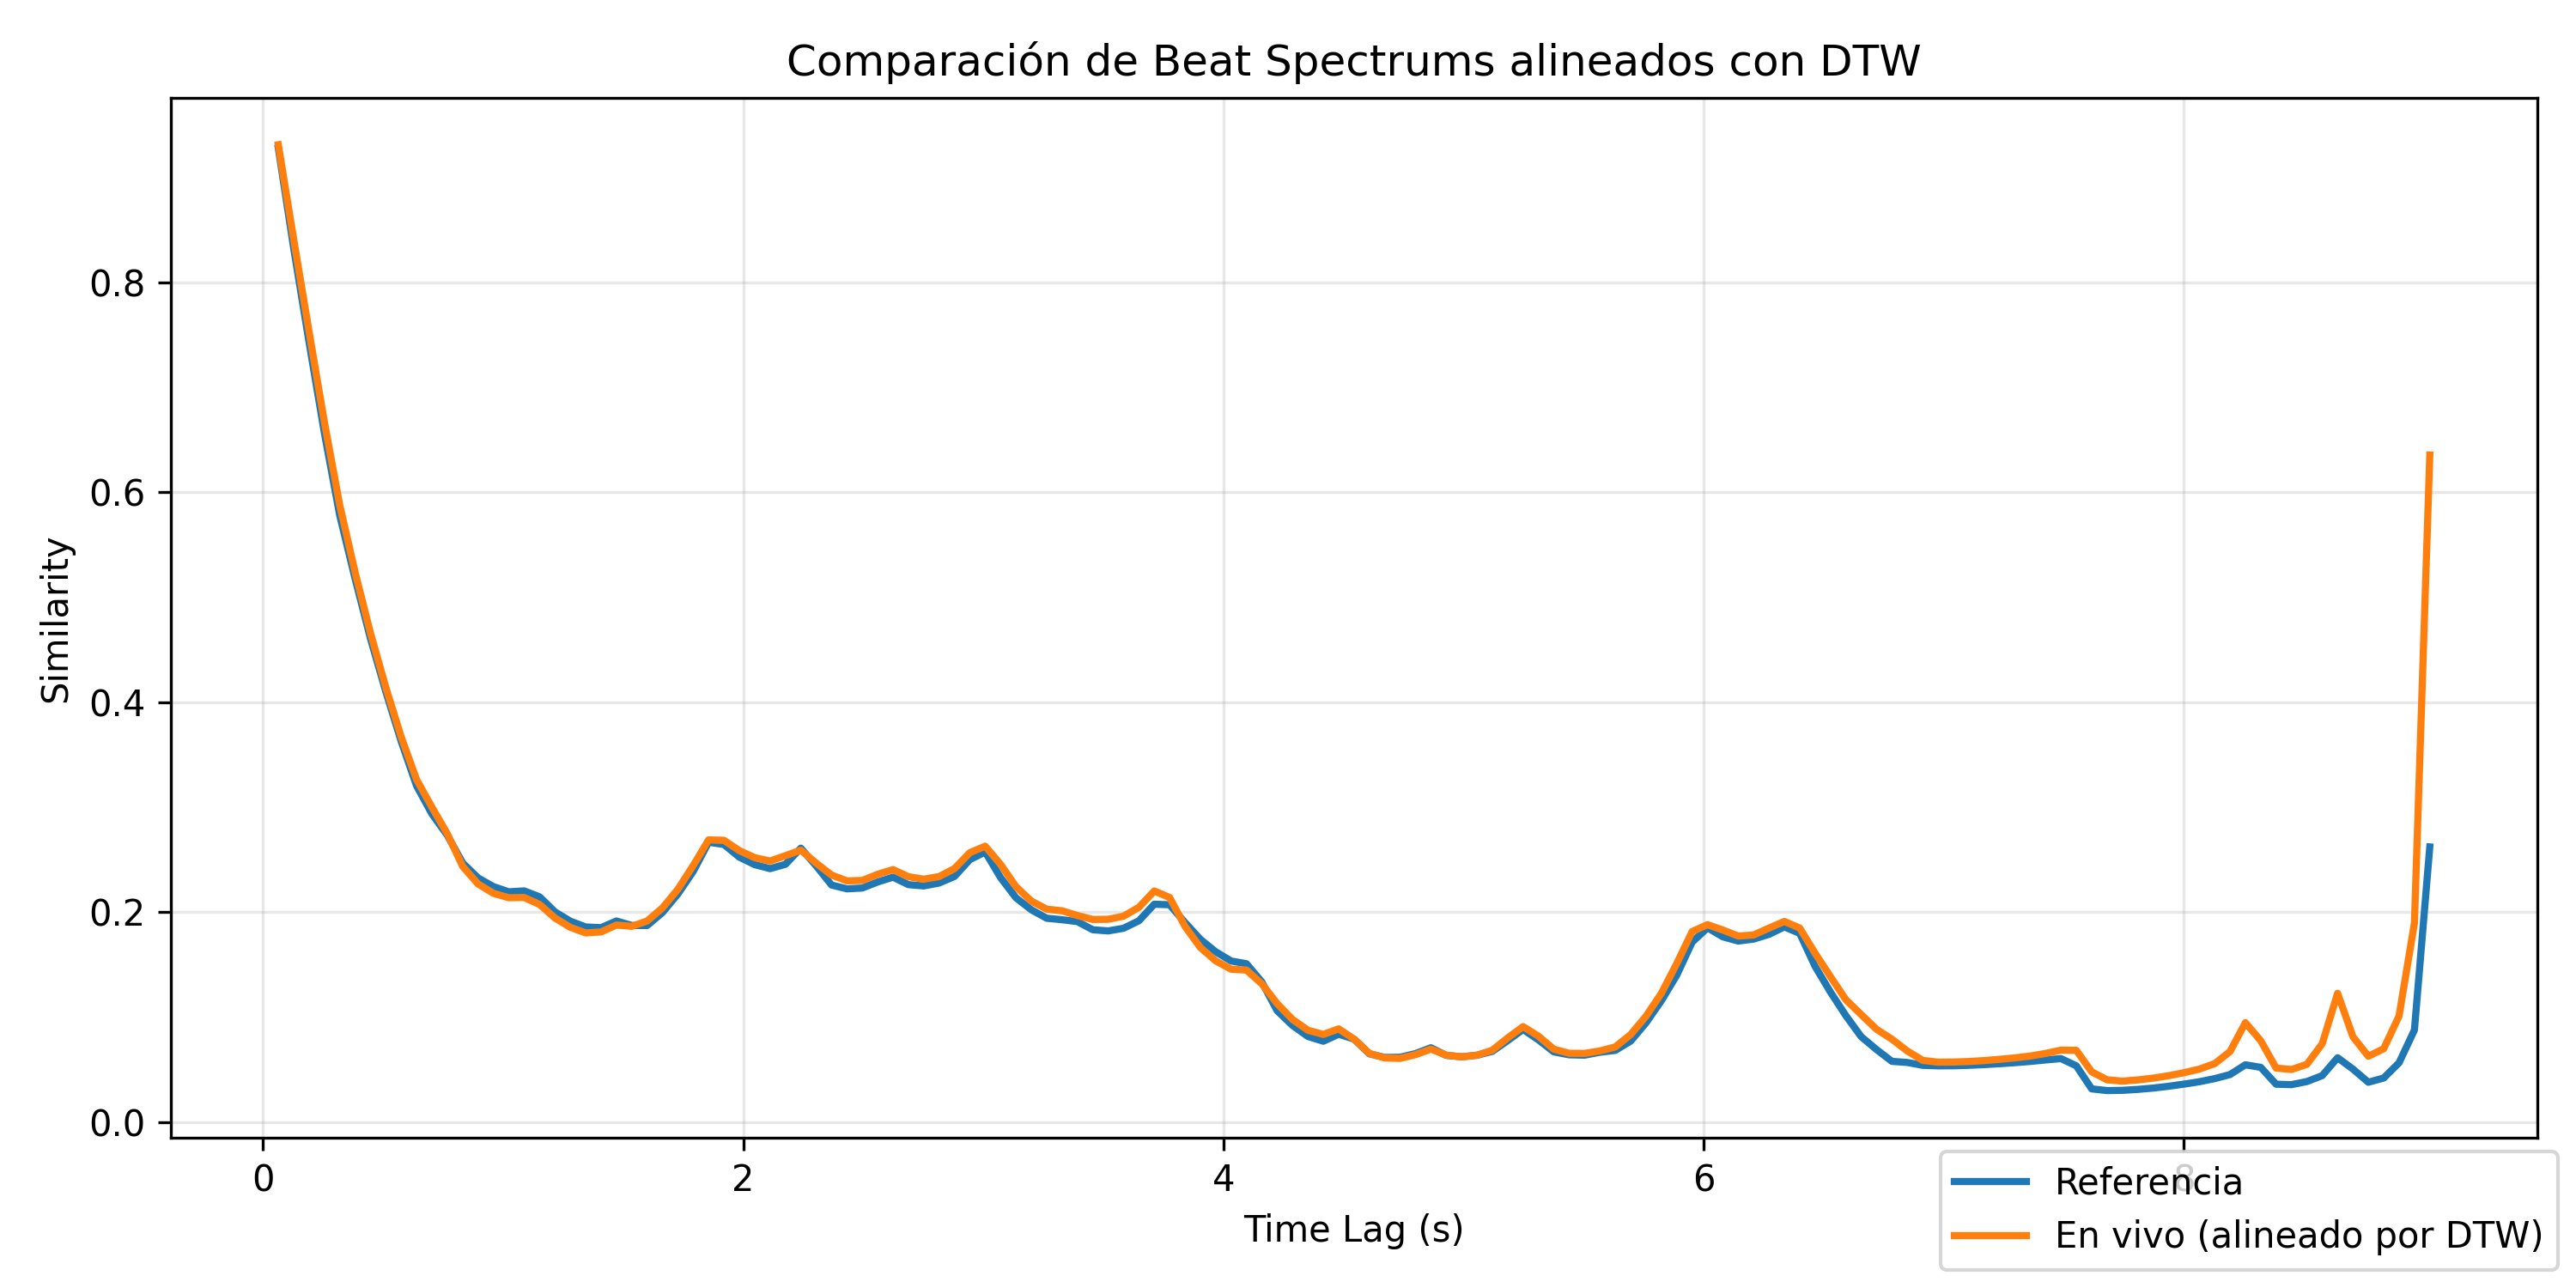 Comparación de Beat Spectrums alineados con DTW
Similarity
0.8
0.6
0.4
0.2
0.0
0 2 4 6 8
Time Lag (s)
Referencia
En vivo (alineado por DTW)